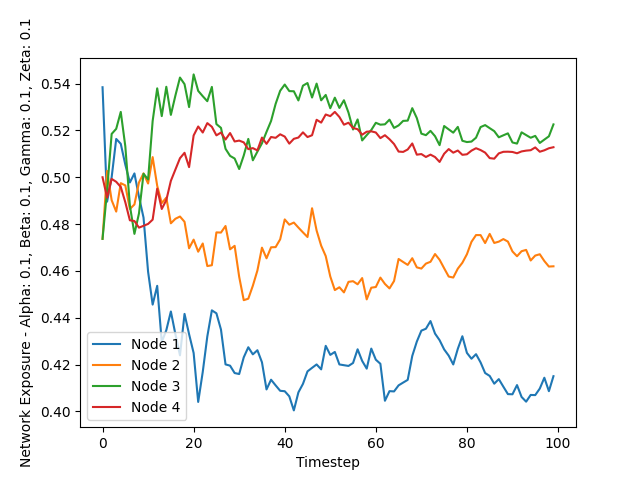 Network Exposure - Alpha: 0.1, Beta: 0.1, Gamma: 0.1, Zeta: 0.1
0.54
0.52
0.50
0.48
0.46
0.44
0.42
0.40
Node 1
Node 2
Node 3
Node 4
0
20
40
60
80
100
Timestep